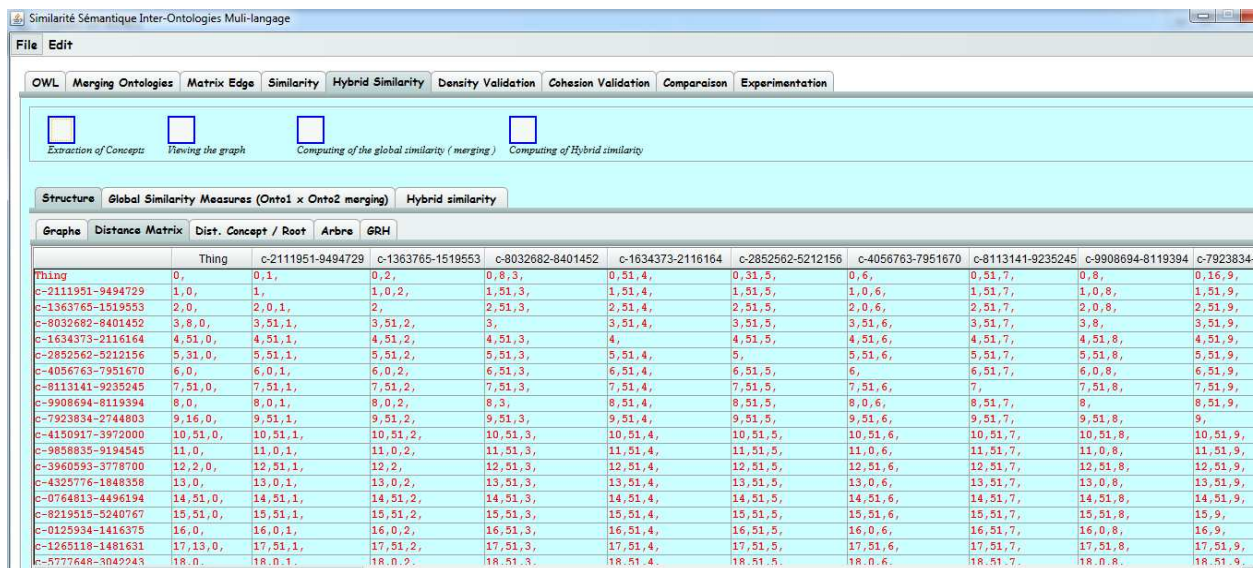 Similarité Sémantique Inter-Ontologies Muli-langage
File Edit
OWL Merging Ontologies Matrix Edge Similarity Hybrid Similarity Density Validation Cohesion Validation Comparaison Experimentation
Extraction of Concepts Viewing the graph Computing of the global similarity ( merging ) Computing of Hybrid similarity
Structure Global Similarity Measures (Onto1 x Onto2 merging) Hybrid similarity
Graphe Distance Matrix Dist. Concept / Root Arbre GRH
Thing c-2111951-9494729 c-1363765-1519553 c-8032682-8401452 c-1634373-2116164 c-2852562-5212156 c-4056763-7951670 c-8113141-9235245 c-9908694-8119394 c-7923834-
Thing 0, 0,1, 0,2, 0,8,3, 0,51,4, 0,31,5, 0,6, 0,51,7, 0,8, 0,16,9,
c-2111951-9494729 1,0, 1, 1,0,2, 1,51,3, 1,51,4, 1,51,5, 1,0,6, 1,51,7, 1,0,8, 1,51,9,
c-1363765-1519553 2,0, 2,0,1, 2, 2,51,3, 2,51,4, 2,51,5, 2,0,6, 2,51,7, 2,0,8, 2,51,9,
c-8032682-8401452 3,8,0, 3,51,1, 3,51,2, 3, 3,51,4, 3,51,5, 3,51,6, 3,51,7, 3,8, 3,51,9,
c-1634373-2116164 4,51,0, 4,51,1, 4,51,2, 4,51,3, 4, 4,51,5, 4,51,6, 4,51,7, 4,51,8, 4,51,9,
c-2852562-5212156 5,31,0, 5,51,1, 5,51,2, 5,51,3, 5,51,4, 5, 5,51,6, 5,51,7, 5,51,8, 5,51,9,
c-4056763-7951670 6,0, 6,0,1, 6,0,2, 6,51,3, 6,51,4, 6,51,5, 6, 6,51,7, 6,0,8, 6,51,9,
c-8113141-9235245 7,51,0, 7,51,1, 7,51,2, 7,51,3, 7,51,4, 7,51,5, 7,51,6, 7, 7,51,8, 7,51,9,
c-9908694-8119394 8,0, 8,0,1, 8,0,2, 8,3, 8,51,4, 8,51,5, 8,0,6, 8,51,7, 8, 8,51,9,
c-7923834-2744803 9,16,0, 9,51,1, 9,51,2, 9,51,3, 9,51,4, 9,51,5, 9,51,6, 9,51,7, 9,51,8, 9,
c-4150917-3972000 10,51,0, 10,51,1, 10,51,2, 10,51,3, 10,51,4, 10,51,5, 10,51,6, 10,51,7, 10,51,8, 10,51,9,
c-9858835-9194545 11,0, 11,0,1, 11,0,2, 11,51,3, 11,51,4, 11,51,5, 11,0,6, 11,51,7, 11,0,8, 11,51,9,
c-3960593-3778700 12,2,0, 12,51,1, 12,2, 12,51,3, 12,51,4, 12,51,5, 12,51,6, 12,51,7, 12,51,8, 12,51,9,
c-4325776-1848358 13,0, 13,0,1, 13,0,2, 13,51,3, 13,51,4, 13,51,5, 13,0,6, 13,51,7, 13,0,8, 13,51,9,
c-0764813-4496194 14,51,0, 14,51,1, 14,51,2, 14,51,3, 14,51,4, 14,51,5, 14,51,6, 14,51,7, 14,51,8, 14,51,9,
c-8219515-5240767 15,51,0, 15,51,1, 15,51,2, 15,51,3, 15,51,4, 15,51,5, 15,51,6, 15,51,7, 15,51,8, 15,9,
c-0125934-1416375 16,0, 16,0,1, 16,0,2, 16,51,3, 16,51,4, 16,51,5, 16,0,6, 16,51,7, 16,0,8, 16,9,
c-1265118-1481631 17,13,0, 17,51,1, 17,51,2, 17,51,3, 17,51,4, 17,51,5, 17,51,6, 17,51,7, 17,51,8, 17,51,9,
c-5777648-3042243 18,0, 18,0,1, 18,0,2, 18,51,3, 18,51,4, 18,51,5, 18,0,6, 18,51,7, 18,0,8, 18,51,9,